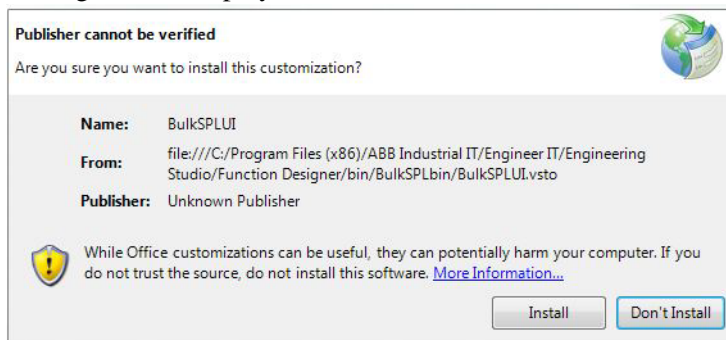 Publisher cannot be verified
Are you sure you want to install this customization?
Name: BulkSPLUI
From: file:///C:/Program Files (x86)/ABB Industrial IT/Engineer IT/Engineering
Studio/Function Designer/bin/BulkSPLbin/BulkSPLUI.vsto
Publisher: Unknown Publisher
While Office customizations can be useful, they can potentially harm your computer. If you
do not trust the source, do not install this software. More Information...
Install Don't Install